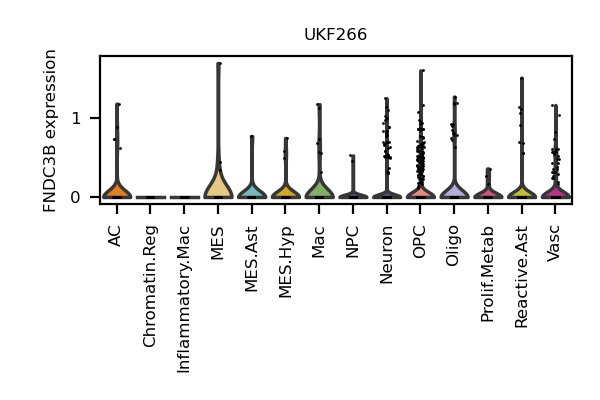 UKF266
FNDC3B expression
1
0
AC
Chromatin.Reg
Inflammatory.Mac
MES
MES.Ast
MES.Hyp
Mac
NPC
Neuron
OPC
Oligo
Prolif.Metab
Reactive.Ast
Vasc